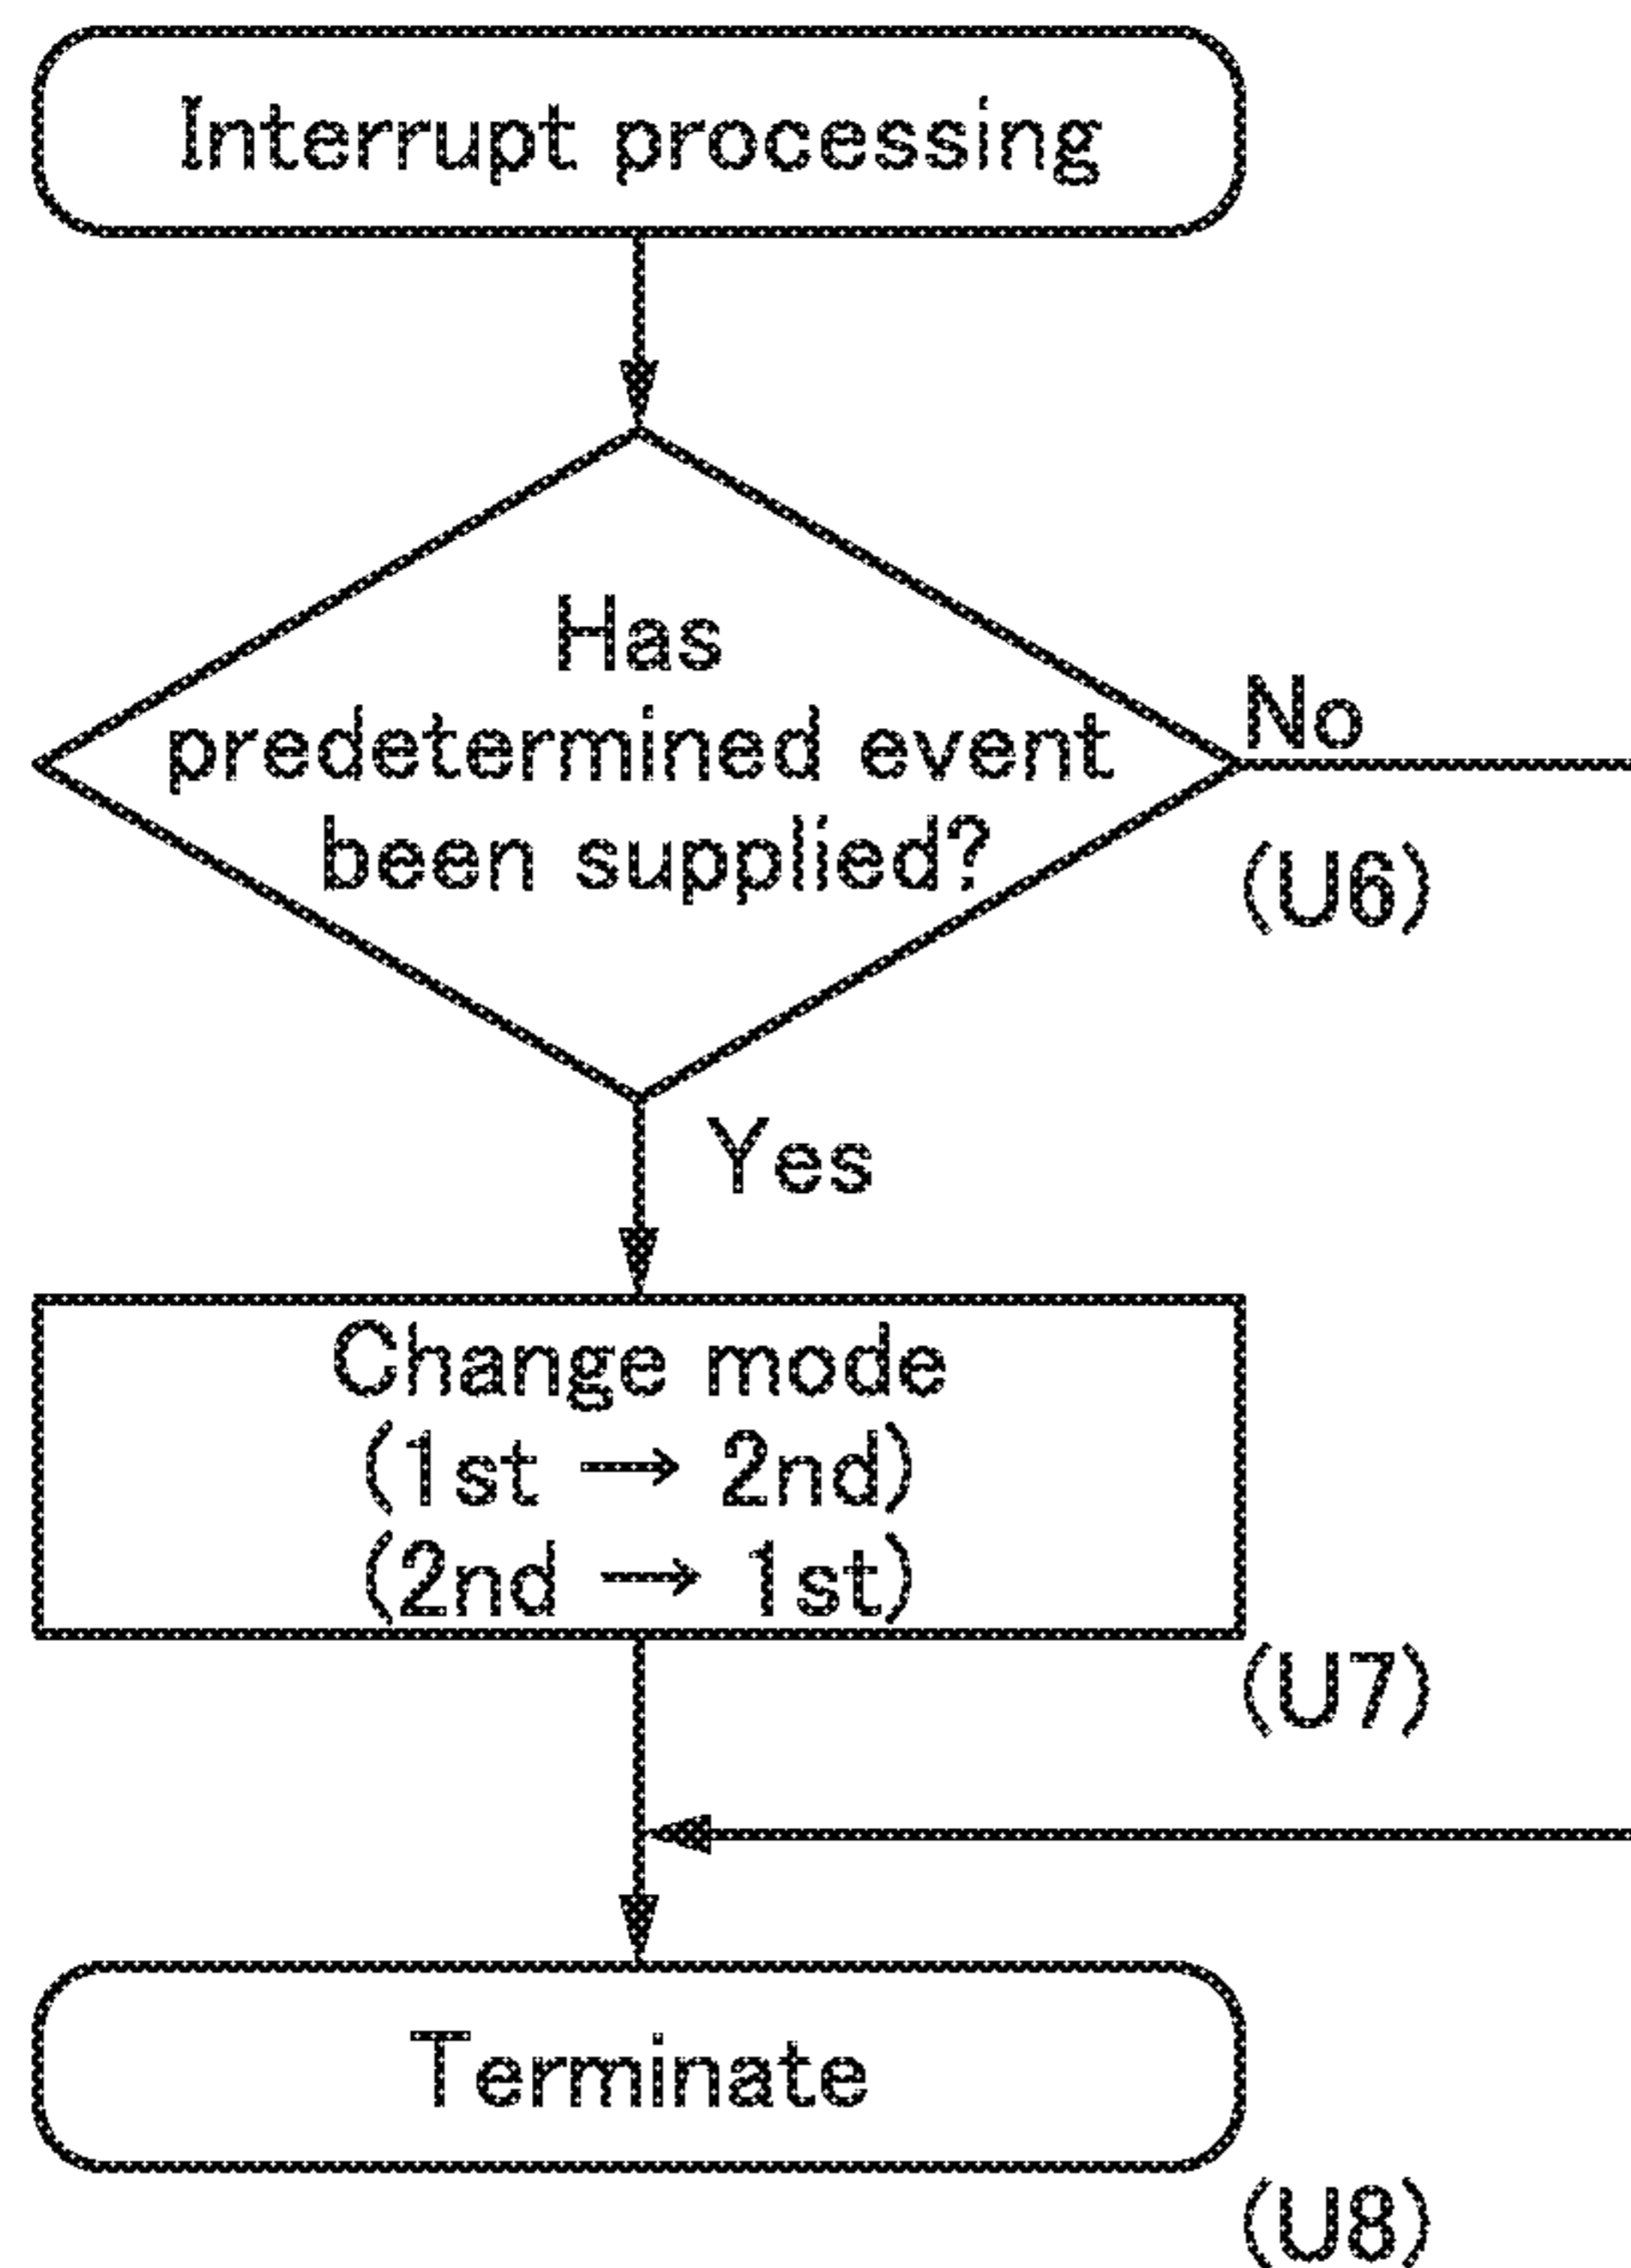 Interrupt processing
Has
predetermined event
been supplied?
No
(U6)
Yes
Change mode
(1st → 2nd)
(2nd → 1st)
(U7)
Terminate
(U8)